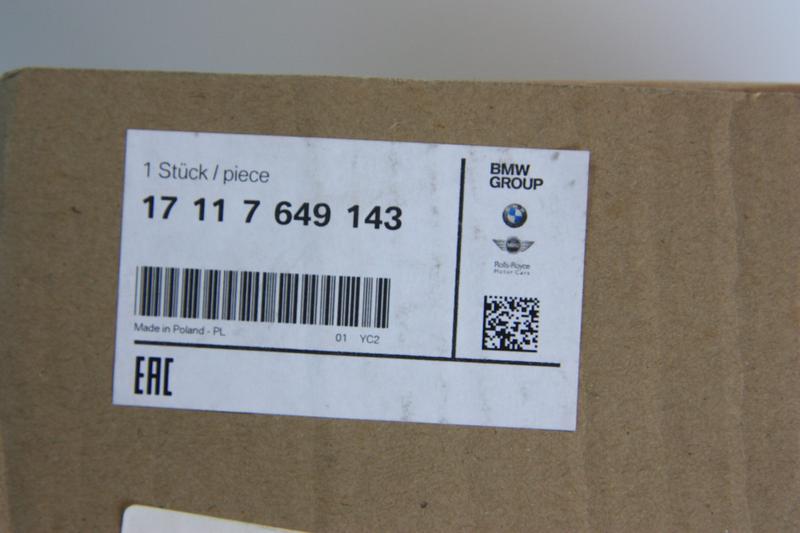 1 Stück / piece
17 11 7 649 143
Made in Poland - PL
01 YC2
EAC
BMW
GROUP
MINI
Rolls-Royce
Motor Cars